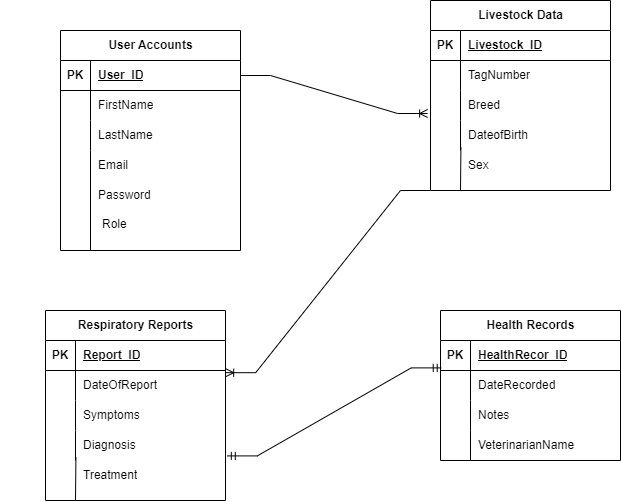 User Accounts
PK User_ID
FirstName
LastName
Email
Password
Role
Livestock Data
PK Livestock_ID
TagNumber
Breed
DateofBirth
Sex
Respiratory Reports
PK Report_ID
DateOfReport
Symptoms
Diagnosis
Treatment
Health Records
PK HealthRecor_ID
DateRecorded
Notes
VeterinarianName